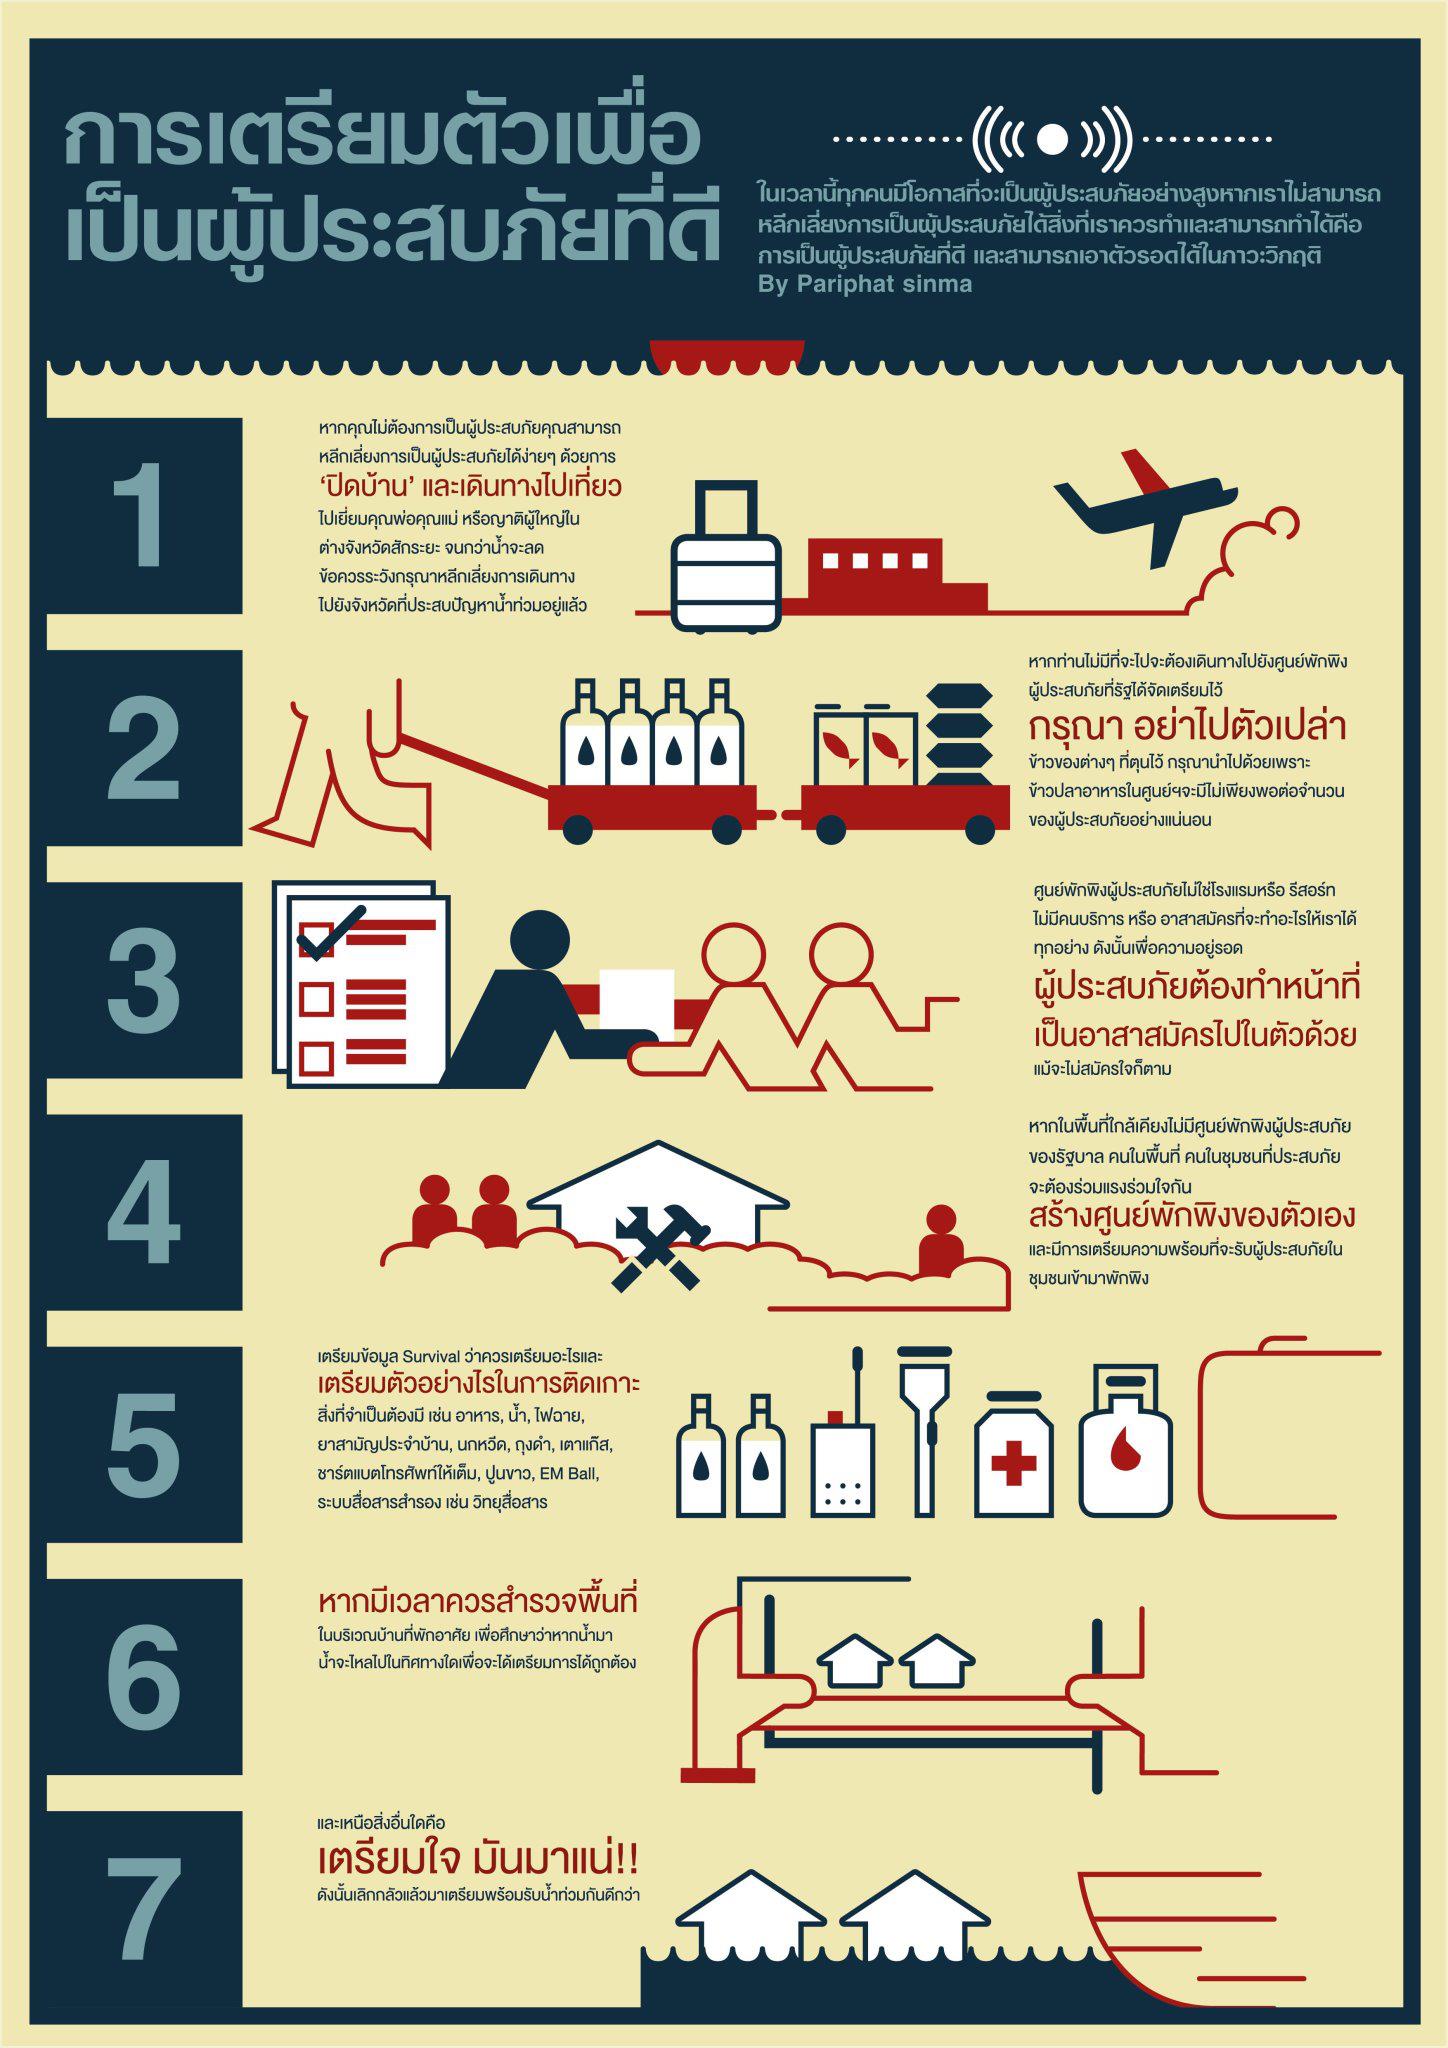 การเตรียมตัวเพื่อ
เป็นผู้ประสบภัยที่ดี
ในเวลานี้ทุกคนมีโอกาสที่จะเป็นผู้ประสบภัยอย่างสูงหากเราไม่สามารถ
หลีกเลี่ยงการเป็นผุ้ประสบภัยได้สิ่งที่เราควรทำและสามารถทำได้คือ
การเป็นผู้ประสบภัยที่ดี และสามารถเอาตัวรอดได้ในภาวะวิกฤติ
By Pariphat sinma
1
หากคุณไม่ต้องการเป็นผู้ประสบภัยคุณสามารถ
หลีกเลี่ยงการเป็นผู้ประสบภัยได้ง่ายๆ ด้วยการ
‘ปิดบ้าน’ และเดินทางไปเที่ยว
ไปเยี่ยมคุณพ่อคุณแม่ หรือญาติผู้ใหญ่ใน
ต่างจังหวัดสักระยะ จนกว่าน้ำจะลด
ข้อควรระวังกรุณาหลีกเลี่ยงการเดินทาง
ไปยังจังหวัดที่ประสบปัญหาน้ำท่วมอยู่แล้ว
2
หากท่านไม่มีที่จะไปจะต้องเดินทางไปยังศูนย์พักพิง
ผู้ประสบภัยที่รัฐได้จัดเตรียมไว้
กรุณา อย่าไปตัวเปล่า
ข้าวของต่างๆ ที่ตุนไว้ กรุณานำไปด้วยเพราะ
ข้าวปลาอาหารในศูนย์ฯจะมีไม่เพียงพอต่อจำนวน
ของผู้ประสบภัยอย่างแน่นอน
3
ศูนย์พักพิงผู้ประสบภัยไม่ใช่โรงแรมหรือ รีสอร์ท
ไม่มีคนบริการ หรือ อาสาสมัครที่จะทำอะไรให้เราได้
ทุกอย่าง ดังนั้นเพื่อความอยู่รอด
ผู้ประสบภัยต้องทำหน้าที่
เป็นอาสาสมัครไปในตัวด้วย
แม้จะไม่สมัครใจก็ตาม
4
หากในพื้นที่ใกล้เคียงไม่มีศูนย์พักพิงผู้ประสบภัย
ของรัฐบาล คนในพื้นที่ คนในชุมชนที่ประสบภัย
จะต้องร่วมแรงร่วมใจกัน
สร้างศูนย์พักพิงของตัวเอง
และมีการเตรียมความพร้อมที่จะรับผู้ประสบภัยใน
ชุมชนเข้ามาพักพิง
5
เตรียมข้อมูล Survival ว่าควรเตรียมอะไรและ
เตรียมตัวอย่างไรในการติดเกาะ
สิ่งที่จำเป็นต้องมี เช่น อาหาร, น้ำ, ไฟฉาย,
ยาสามัญประจำบ้าน, นกหวีด, ถุงดำ, เตาแก๊ส,
ชาร์ตแบตโทรศัพท์ให้เต็ม, ปูนขาว, EM Ball,
ระบบสื่อสารสำรอง เช่น วิทยุสื่อสาร
6
หากมีเวลาควรสำรวจพื้นที่
ในบริเวณบ้านที่พักอาศัย เพื่อศึกษาว่าหากน้ำมา
น้ำจะไหลไปในทิศทางใดเพื่อจะได้เตรียมการได้ถูกต้อง
7
และเหนือสิ่งอื่นใดคือ
เตรียมใจ มันมาแน่!!
ดังนั้นเลิกกลัวแล้วมาเตรียมพร้อมรับน้ำท่วมกันดีกว่า